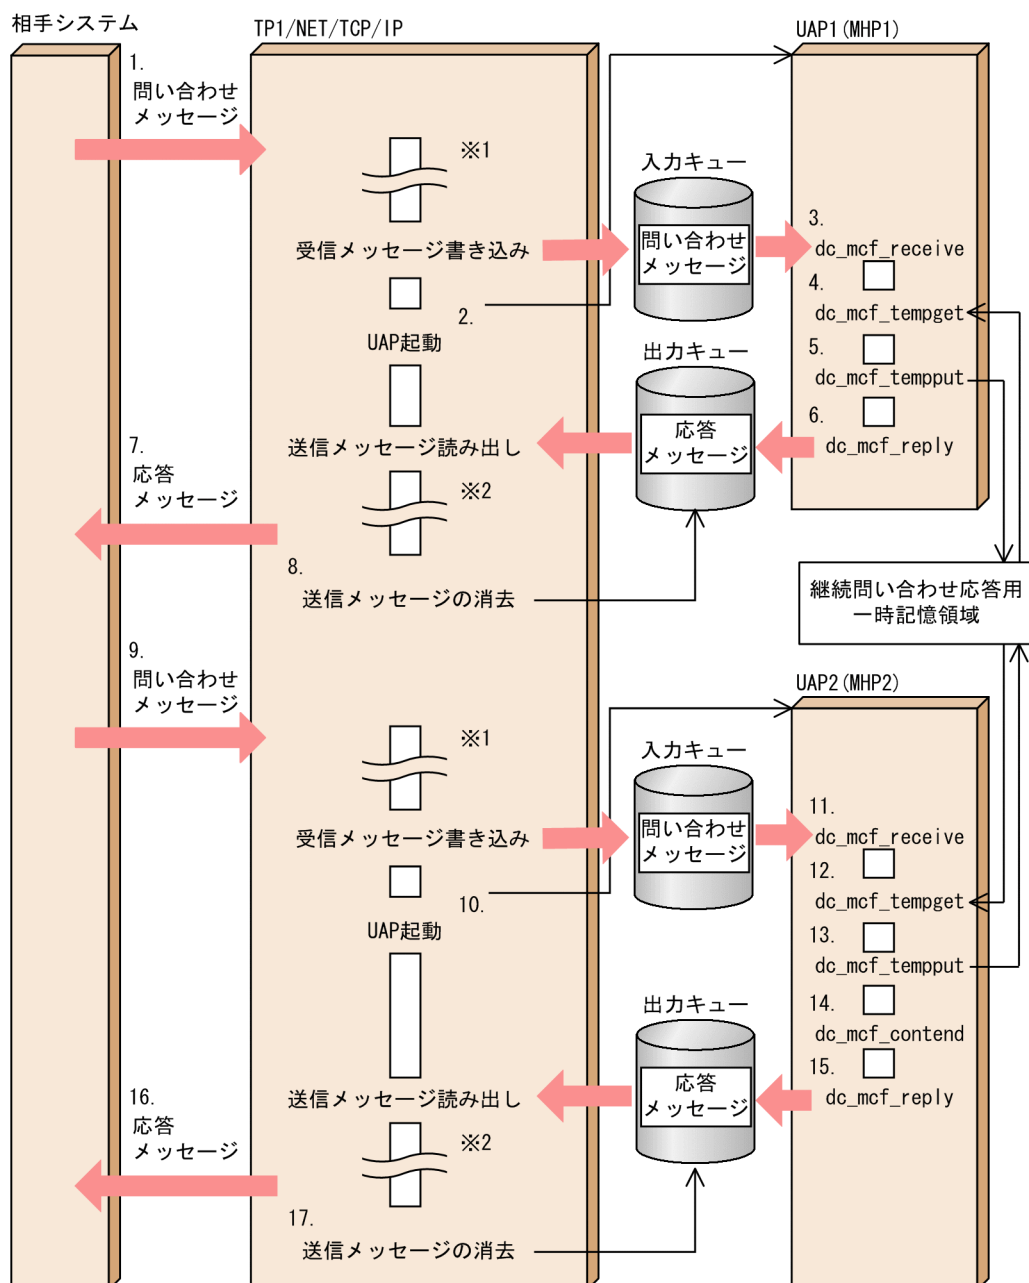 相手システム
TP1/NET/TCP/IP
UAP1(MHP1)
1.
問い合わせ
メッセージ
※1
入力キュー
問い合わせ
メッセージ
受信メッセージ書き込み
2.
UAP起動
3.
dc_mcf_receive
4.
dc_mcf_tempget
5.
dc_mcf_tempput
6.
dc_mcf_reply
出力キュー
応答
メッセージ
送信メッセージ読み出し
※2
7.
応答
メッセージ
8.
送信メッセージの消去
継続問い合わせ応答用
一時記憶領域
9.
問い合わせ
メッセージ
UAP2(MHP2)
※1
入力キュー
問い合わせ
メッセージ
受信メッセージ書き込み
10.
UAP起動
11.
dc_mcf_receive
12.
dc_mcf_tempget
13.
dc_mcf_tempput
14.
dc_mcf_contend
15.
dc_mcf_reply
出力キュー
応答
メッセージ
送信メッセージ読み出し
※2
16.
応答
メッセージ
17.
送信メッセージの消去